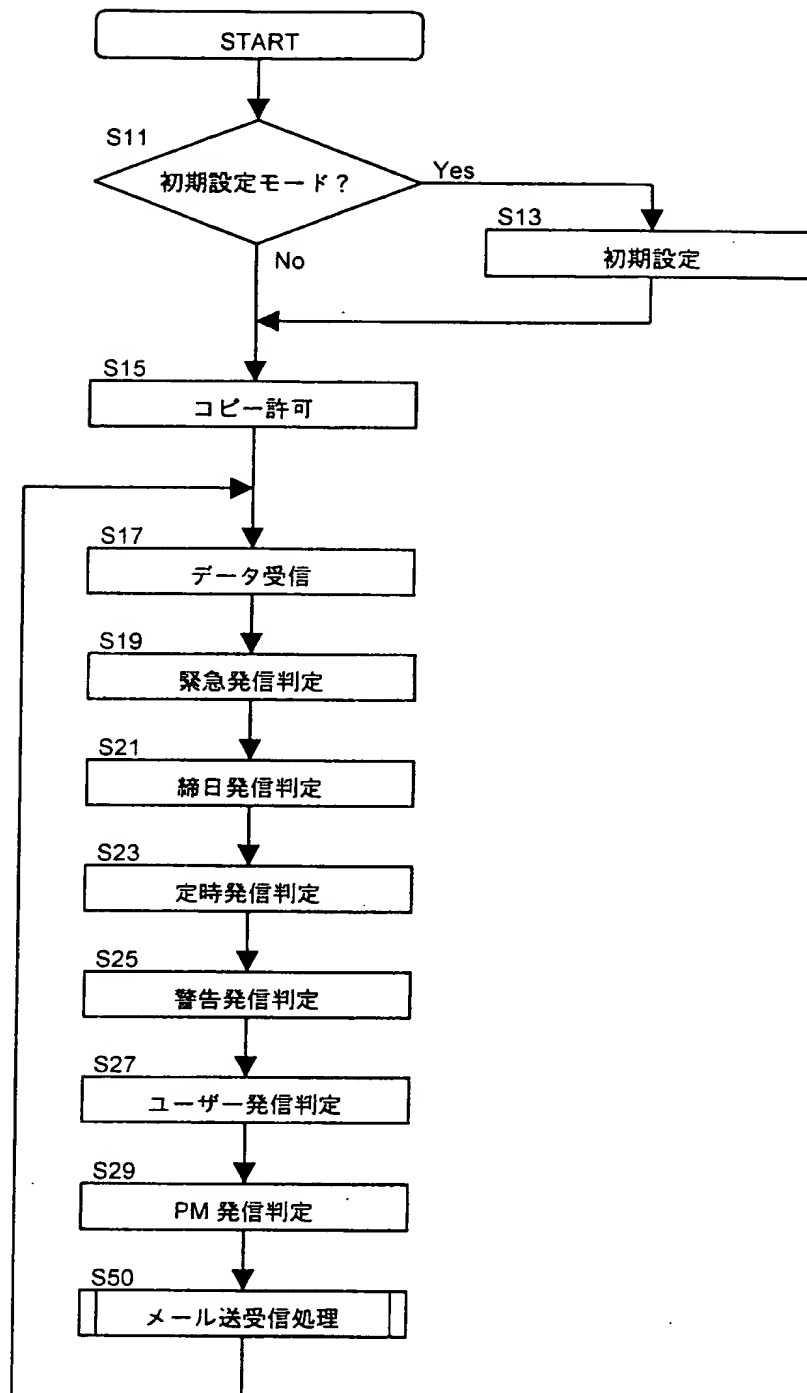 START
S11
初期設定モード？
Yes
S13
初期設定
No
S15
コピー許可
S17
データ受信
S19
緊急発信判定
S21
締日発信判定
S23
定時発信判定
S25
警告発信判定
S27
ユーザー発信判定
S29
PM 発信判定
S50
メール送受信処理